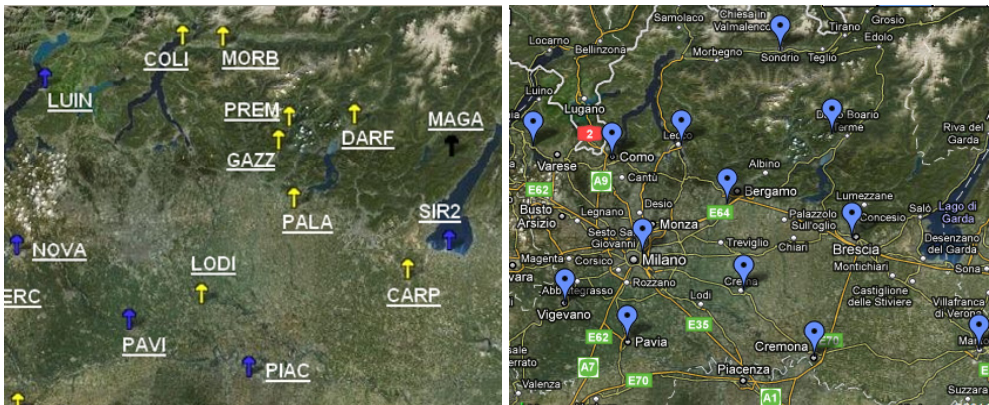 COLI
MORB
LUIN
PREM
DARF
MAGA
GAZZ
PALA
SIR2
NOVA
LODI
CARP
ERC
PAVI
PIAC
Samolaco
Chiesa in
Valmalenco
Tirano
Grosio
Locarno
Bellinzona
Morbegno
Sondrio
Teglio
Edolo
Luino
Lugano
Boario
Terme
Riva del
Garda
2
Varese
Como
Albino
E62
A9
Cantù
Bergamo
Lumezzane
Busto
Arsizio
Legnano
Desio
E64
Palazzolo
Sull'oglio
Concesio
Salò
Lago di
Garda
Sesto San
Giovanni
Monza
Treviglio
Chiari
Brescia
Desenzano
del Garda
Magenta
Corsico
Milano
Montichiari
Sona
vara
Rozzano
Lodi
Crema
Castiglione
delle Stiviere
Villafranca
di Verona
Vigevano
E62
Pavia
E35
Cremona
E70
Valenza
A7
E70
Piacenza
A1
Suzzara